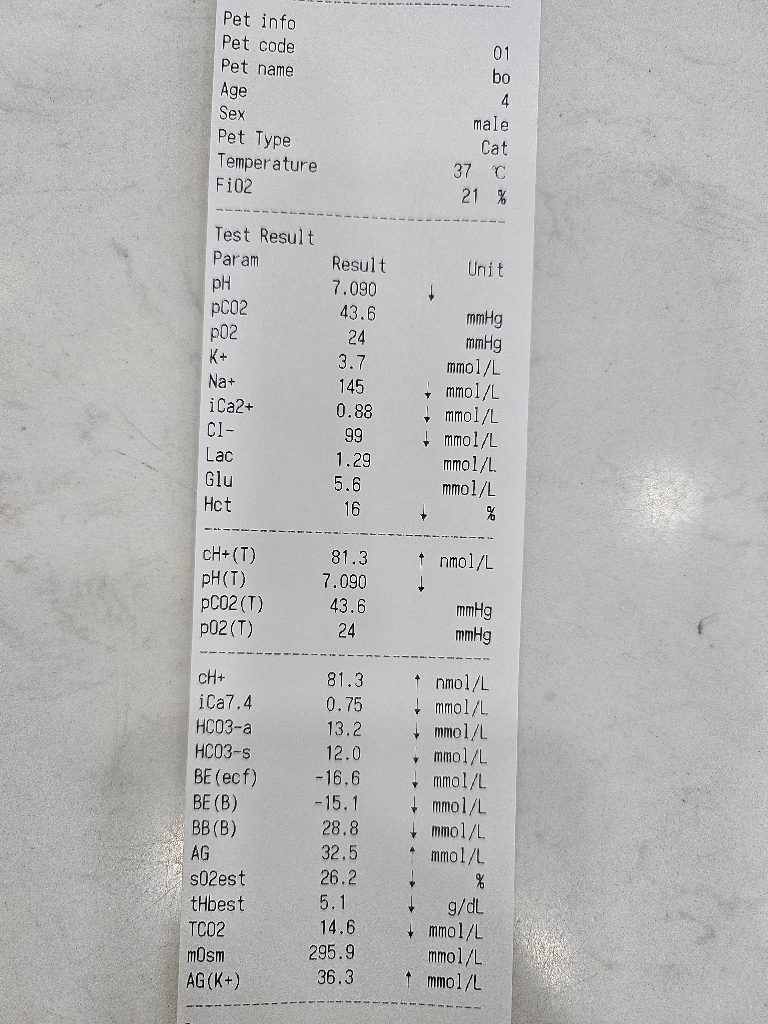 Pet info
Pet code 01
Pet name bo
Age 4
Sex male
Pet Type Cat
Temperature 37 ℃
FiO2 21 %
Test Result
Param Result Unit
pH 7.090 ↓
pCO2 43.6 mmHg
pO2 24 mmHg
K+ 3.7 mmol/L
Na+ 145 ↓ mmol/L
iCa2+ 0.88 ↓ mmol/L
Cl- 99 ↓ mmol/L
Lac 1.29 mmol/L
Glu 5.6 mmol/L
Hct 16 ↓ %
cH+(T) 81.3 ↑ nmol/L
pH(T) 7.090 ↓
pCO2(T) 43.6 mmHg
pO2(T) 24 mmHg
cH+ 81.3 ↑ nmol/L
iCa7.4 0.75 ↓ mmol/L
HCO3-a 13.2 ↓ mmol/L
HCO3-s 12.0 ↓ mmol/L
BE(ecf) -16.6 ↓ mmol/L
BE(B) -15.1 ↓ mmol/L
BB(B) 28.8 ↓ mmol/L
AG 32.5 ↑ mmol/L
sO2est 26.2 ↓ %
tHbest 5.1 ↓ g/dL
TCO2 14.6 ↓ mmol/L
mOsm 295.9 mmol/L
AG(K+) 36.3 ↑ mmol/L